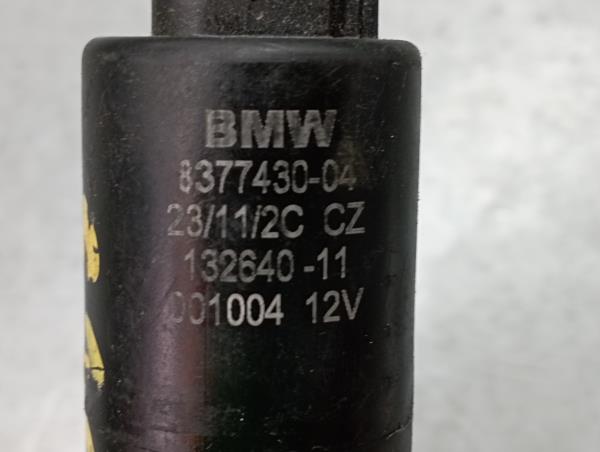 BMW
8377430-04
23/11/2C CZ
132640-11
001004 12V